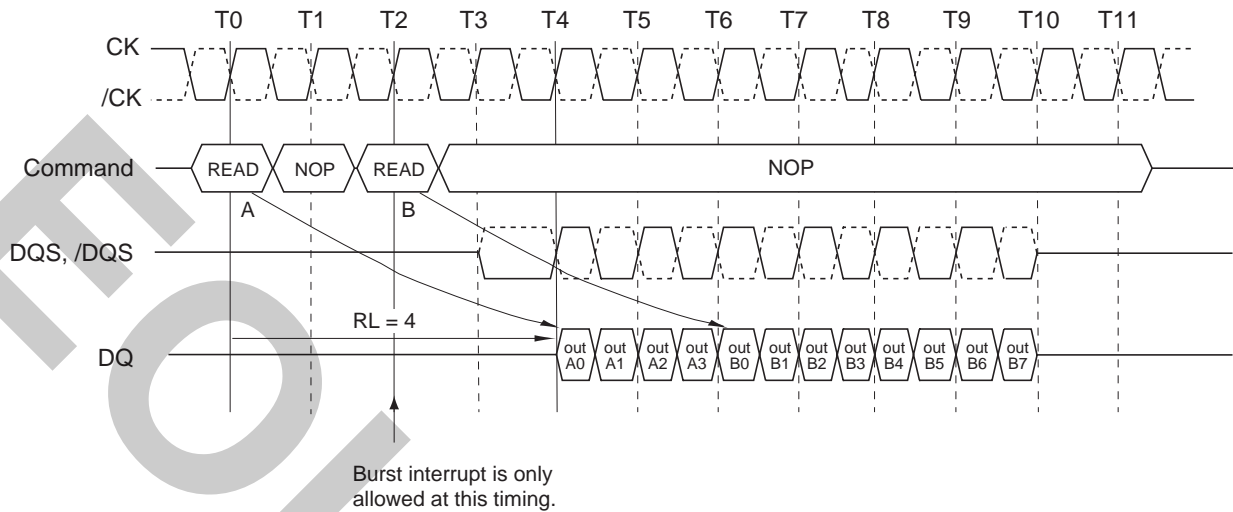 T0 T1 T2 T3 T4 T5 T6 T7 T8 T9 T10 T11
CK
/CK
Command READ NOP READ NOP
A B
DQS, /DQS
RL = 4
DQ out A0 out A1 out A2 out A3 out B0 out B1 out B2 out B3 out B4 out B5 out B6 out B7
Burst interrupt is only
allowed at this timing.